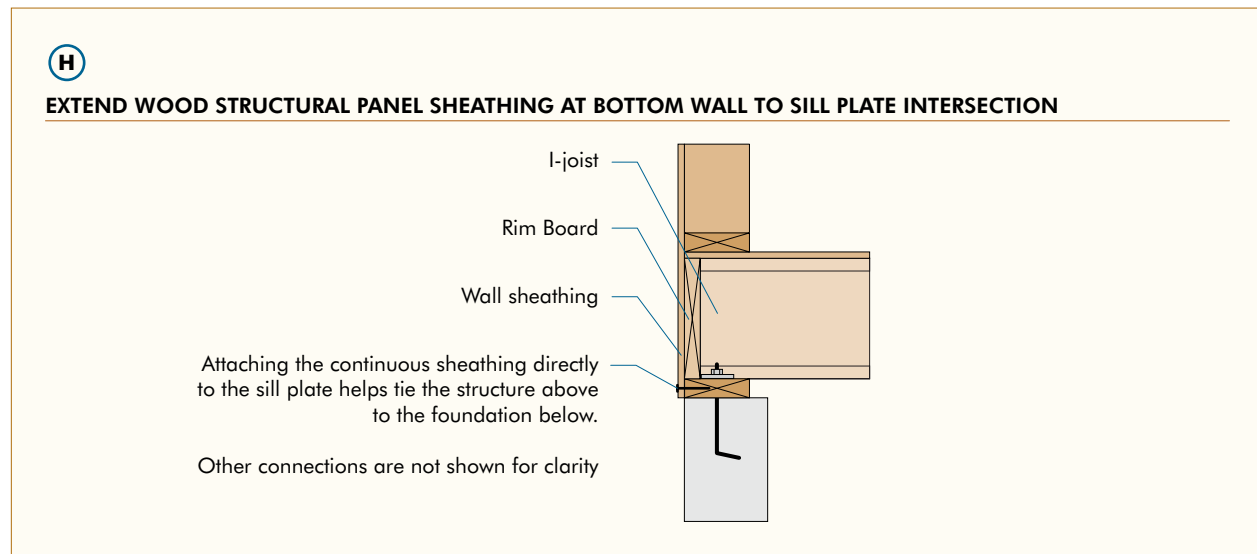 H
EXTEND WOOD STRUCTURAL PANEL SHEATHING AT BOTTOM WALL TO SILL PLATE INTERSECTION
I-joist
Rim Board
Wall sheathing
Attaching the continuous sheathing directly
to the sill plate helps tie the structure above
to the foundation below.
Other connections are not shown for clarity